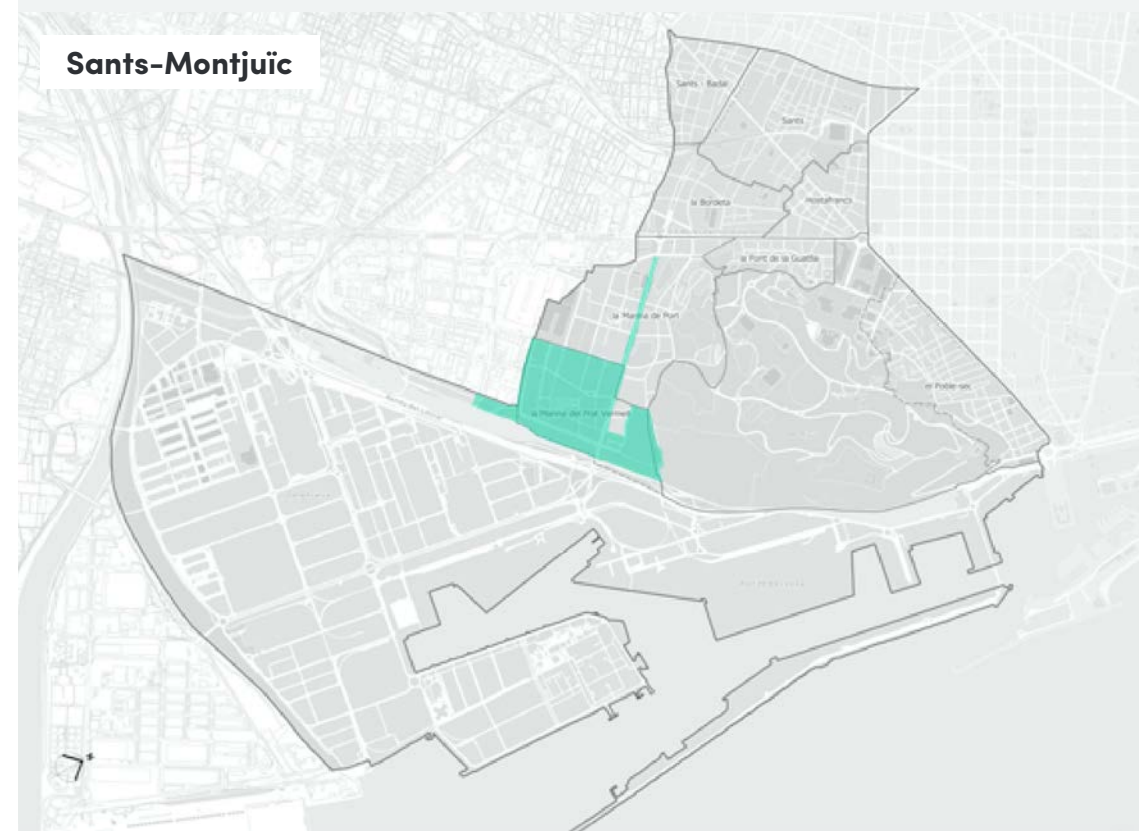 Sants-Montjuïc
Sants - Badal
Sants
la Bordeta
Hostafrancs
la Font de la Guatlla
la Marina de Port
el Poble-sec
la Marina del Prat Vermell